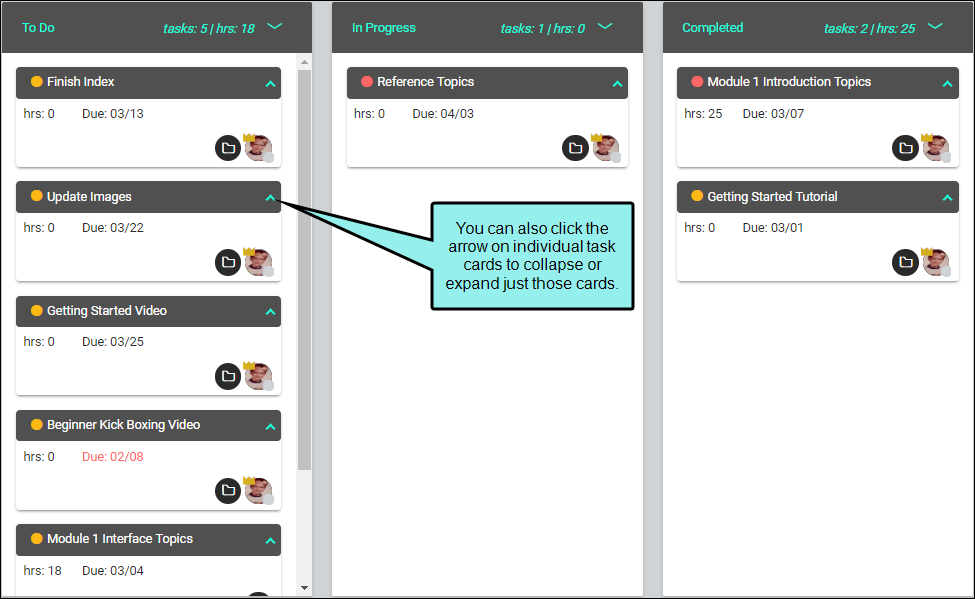 To Do
tasks: 5 | hrs: 18
Finish Index
hrs: 0 Due: 03/13
Update Images
hrs: 0 Due: 03/22
Getting Started Video
hrs: 0 Due: 03/25
Beginner Kick Boxing Video
hrs: 0 Due: 02/08
Module 1 Interface Topics
hrs: 18 Due: 03/04
In Progress
tasks: 1 | hrs: 0
Reference Topics
hrs: 0 Due: 04/03
You can also click the
arrow on individual task
cards to collapse or
expand just those cards.
Completed
tasks: 2 | hrs: 25
Module 1 Introduction Topics
hrs: 25 Due: 03/07
Getting Started Tutorial
hrs: 0 Due: 03/01